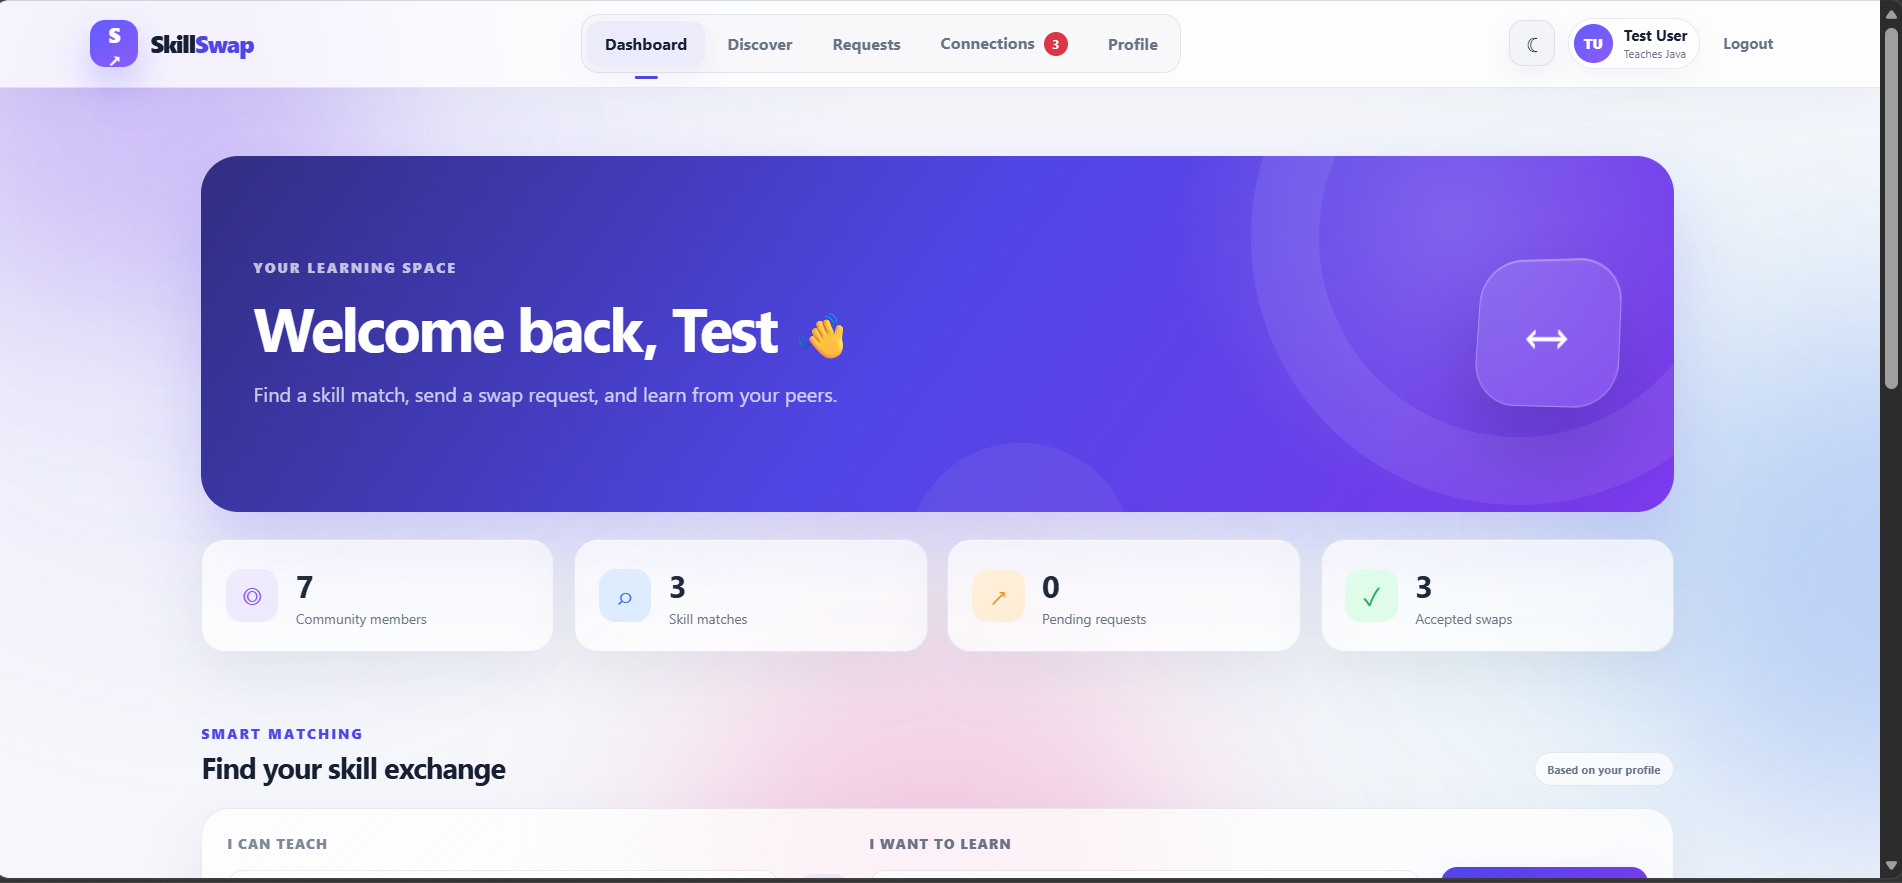 S
SkillSwap
Dashboard
Discover
Requests
Connections 3
Profile
TU
Test User
Teaches Java
Logout
YOUR LEARNING SPACE
Welcome back, Test 👋
Find a skill match, send a swap request, and learn from your peers.
7
Community members
3
Skill matches
0
Pending requests
3
Accepted swaps
SMART MATCHING
Find your skill exchange
Based on your profile
I CAN TEACH
I WANT TO LEARN